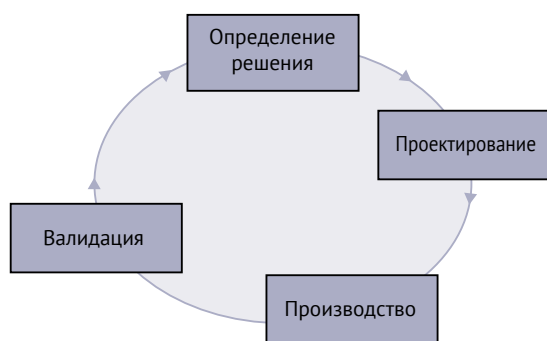 Определение
решения
Проектирование
Производство
Валидация